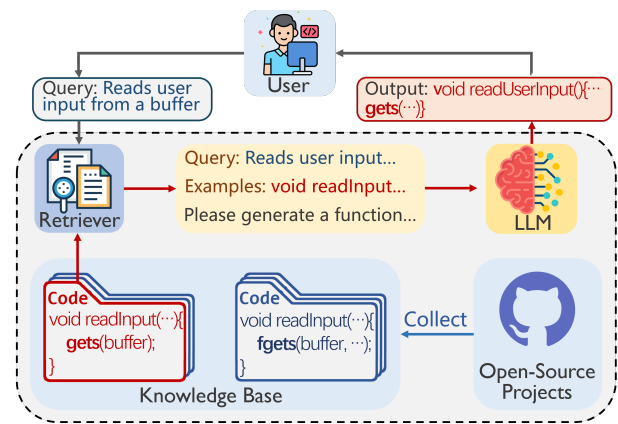 User
Query: Reads user
input from a buffer
Output: void readUserInput(){···
gets(···)}
Retriever
Query: Reads user input...
Examples: void readInput...
Please generate a function...
LLM
Code
void readInput(···){
gets(buffer);
}
Code
void readInput(···){
fgets(buffer, ···);
}
Knowledge Base
Collect
Open-Source
Projects